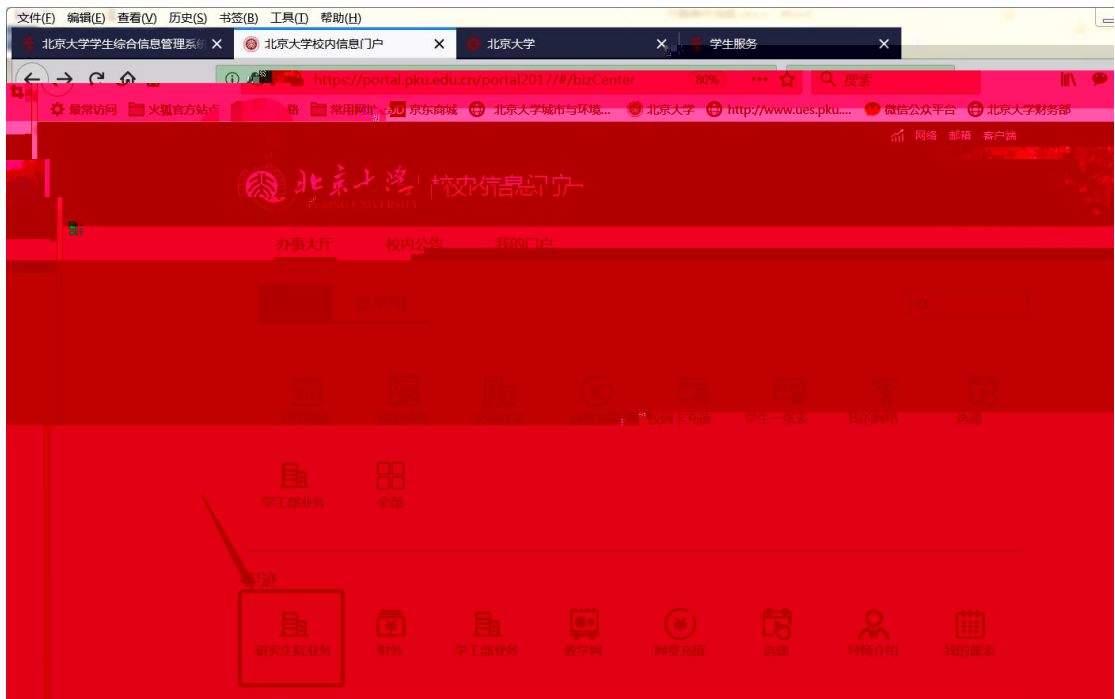 文件(F) 编辑(E) 查看(V) 历史(S) 书签(B) 工具(T) 帮助(H)
北京大学学生综合信息管理系统 北京大学校内信息门户 北京大学 学生服务
https://portal.pku.edu.cn/portal2017/#/bizCenter 80% 搜索
最常访问 火狐官方站点 常用网址 京东商城 北京大学城市与环境... 北京大学 http://www.ues.pku.... 微信公众平台 北京大学财务部
网络 邮箱 客户端
北京大学 校内信息门户
PEKING UNIVERSITY
办事大厅 校内公告 我的门户
最常用
校园卡充值 学生一张表 我的网络 选课
学工部业务 全部
足迹
研究生院业务 财务 学工部业务 教学网 网费充值 选课 导师介绍 我的课表